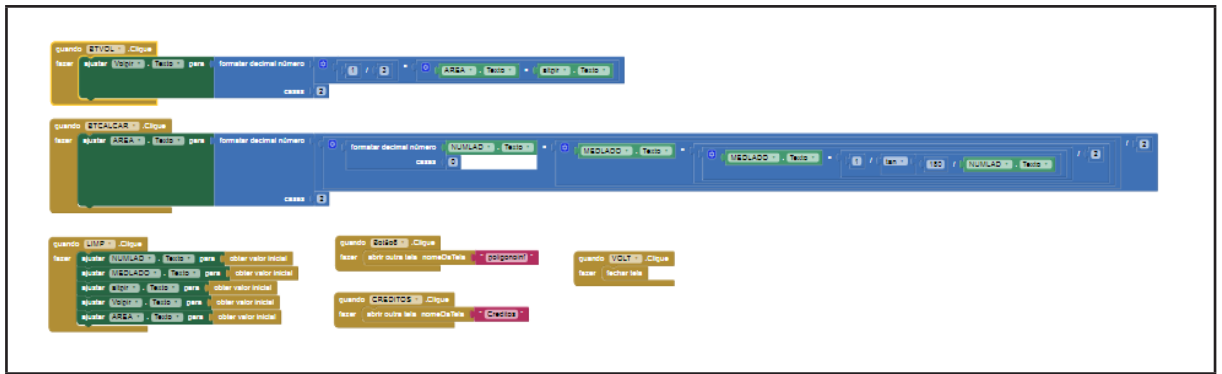 quando BTVOL .Clique
fazer ajustar Volpir . Texto para formatar decimal número 1 / 2 * AREA . Texto * altpir . Texto
casas 2
quando BTCALCAR .Clique
fazer ajustar AREA . Texto para formatar decimal número formatar decimal número NUMLAD . Texto * MEDLADO . Texto * MEDLADO . Texto * 1 / tan 180 / NUMLAD . Texto / 2 / 2
casas 0
casas 2
quando LIMP .Clique
fazer ajustar NUMLAD . Texto para obter valor inicial
ajustar MEDLADO . Texto para obter valor inicial
ajustar altpir . Texto para obter valor inicial
ajustar Volpir . Texto para obter valor inicial
ajustar AREA . Texto para obter valor inicial
quando Botão5 .Clique
fazer abrir outra tela nomeDaTela " poligonoinf "
quando CREDITOS .Clique
fazer abrir outra tela nomeDaTela " Creditos "
quando VOLT .Clique
fazer fechar tela